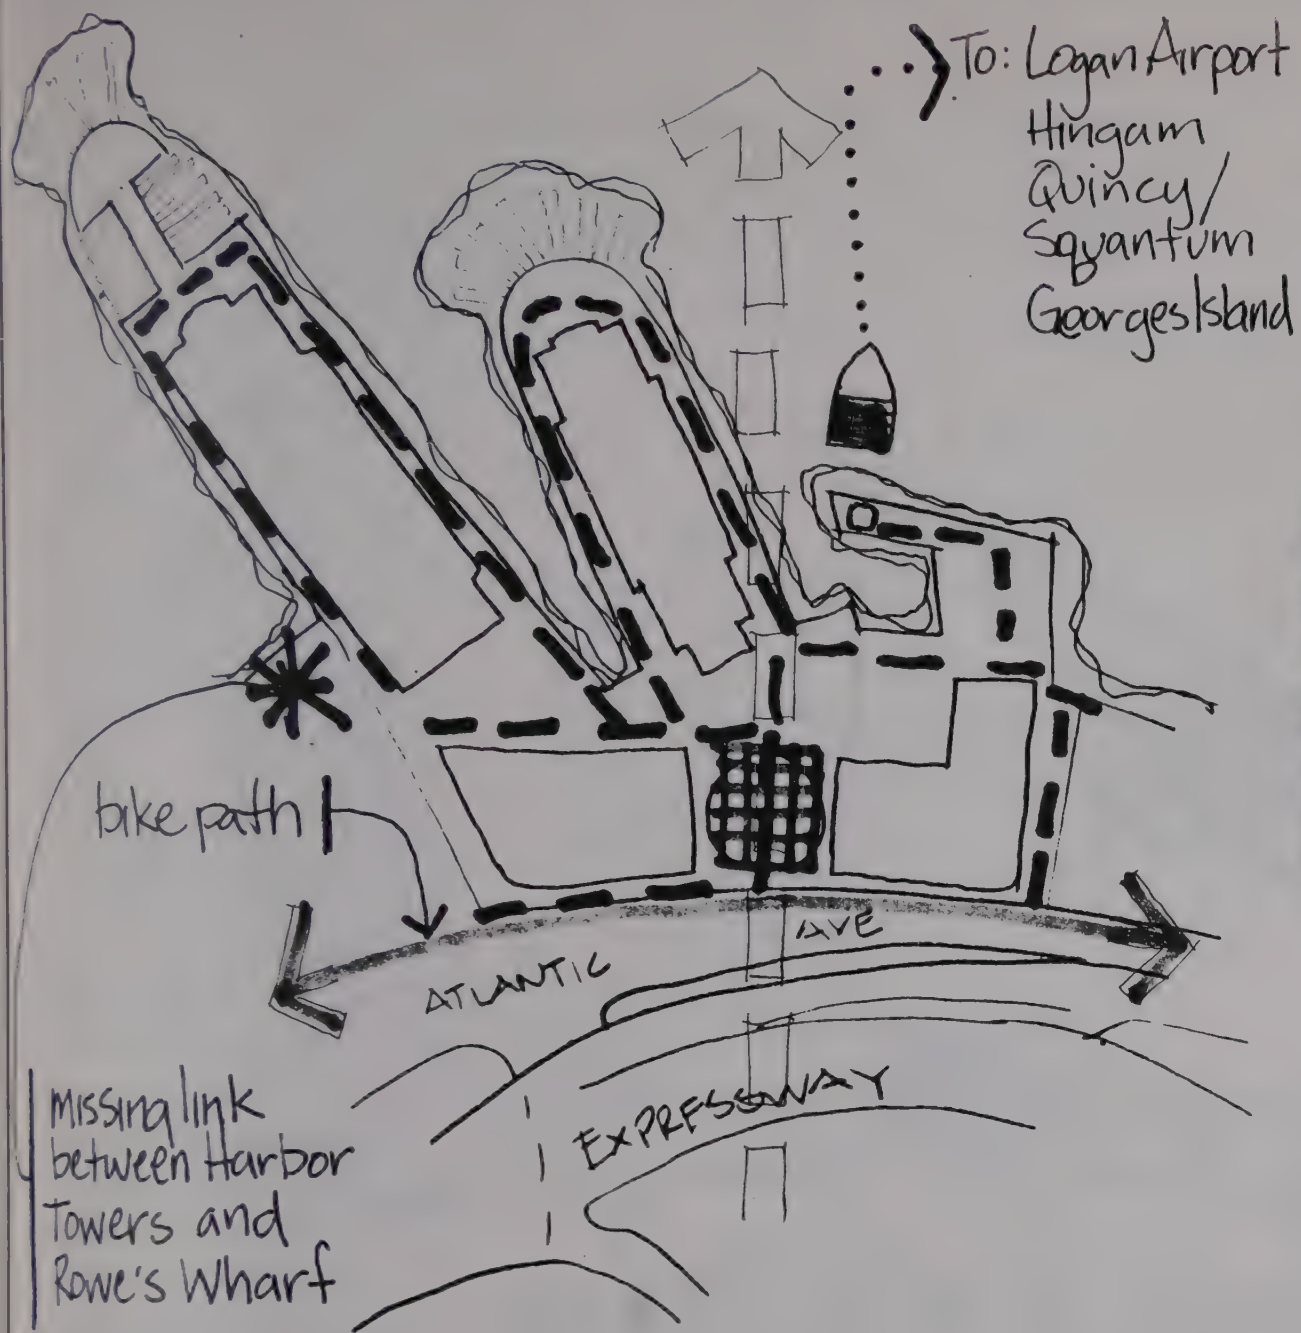 To: Logan Airport
Hingam
Quincy/
Squantum
Georges Island
bike path
ATLANTIC AVE
EXPRESSWAY
Missing link
between Harbor
Towers and
Rowe's Wharf